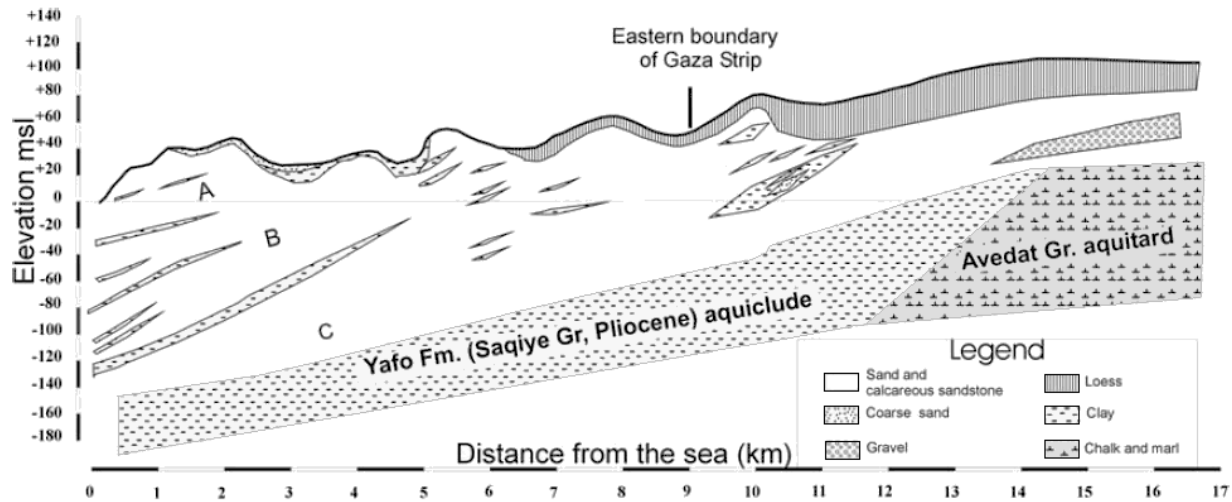 +140
+120
+100
+80
+60
+40
+20
0
-20
-40
-60
-80
-100
-120
-140
-160
-180
Elevation msl
Eastern boundary
of Gaza Strip
A
B
C
Yafo Fm. (Saqiye Gr, Pliocene) aquiclude
Avedat Gr. aquitard
Legend
Sand and
calcareous sandstone
Loess
Coarse sand
Clay
Gravel
Chalk and marl
Distance from the sea (km)
0 1 2 3 4 5 6 7 8 9 10 11 12 13 14 15 16 17